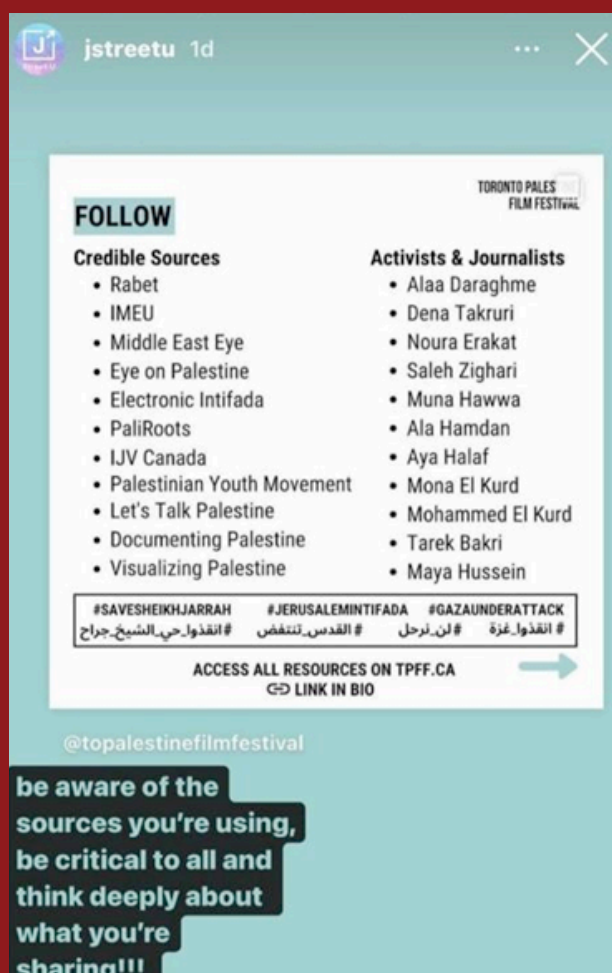 jstreetu 1d
TORONTO PALES
FILM FESTIVAL
FOLLOW
Credible Sources
• Rabet
• IMEU
• Middle East Eye
• Eye on Palestine
• Electronic Intifada
• PaliRoots
• IJV Canada
• Palestinian Youth Movement
• Let's Talk Palestine
• Documenting Palestine
• Visualizing Palestine
Activists & Journalists
• Alaa Daraghme
• Dena Takruri
• Noura Erakat
• Saleh Zighari
• Muna Hawwa
• Ala Hamdan
• Aya Halaf
• Mona El Kurd
• Mohammed El Kurd
• Tarek Bakri
• Maya Hussein
#SAVESHEIKHJARRAH #JERUSALEMINTIFADA #GAZAUNDERATTACK
#انقذوا_غزة #لن_نرحل #القدس_تنتفض #انقذوا_حي_الشيخ_جراح
ACCESS ALL RESOURCES ON TPFF.CA
LINK IN BIO
@topalestinefilmfestival
be aware of the
sources you're using,
be critical to all and
think deeply about
what you're
sharing!!!